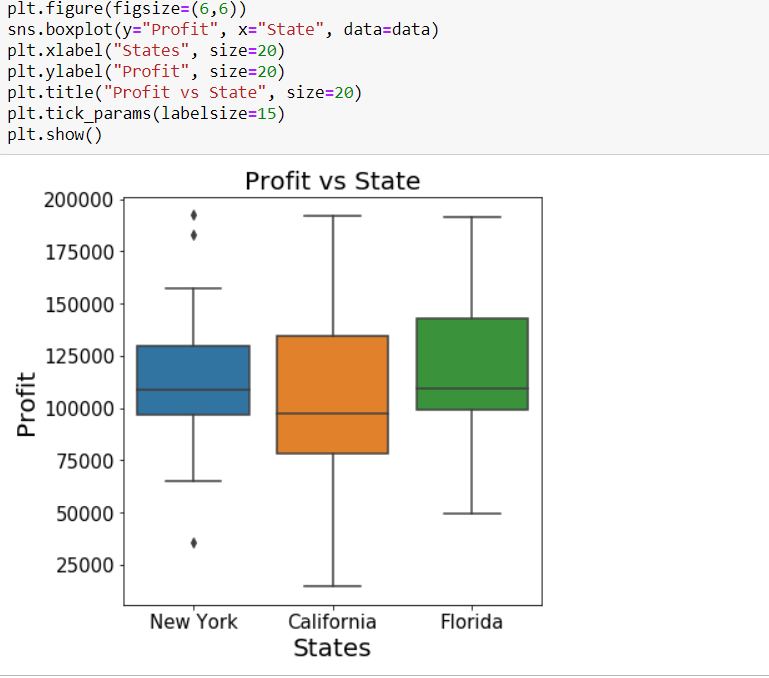 plt.figure(figsize=(6,6))
sns.boxplot(y="Profit", x="State", data=data)
plt.xlabel("States", size=20)
plt.ylabel("Profit", size=20)
plt.title("Profit vs State", size=20)
plt.tick_params(labelsize=15)
plt.show()
Profit vs State
200000
175000
150000
125000
100000
75000
50000
25000
Profit
New York California Florida
States